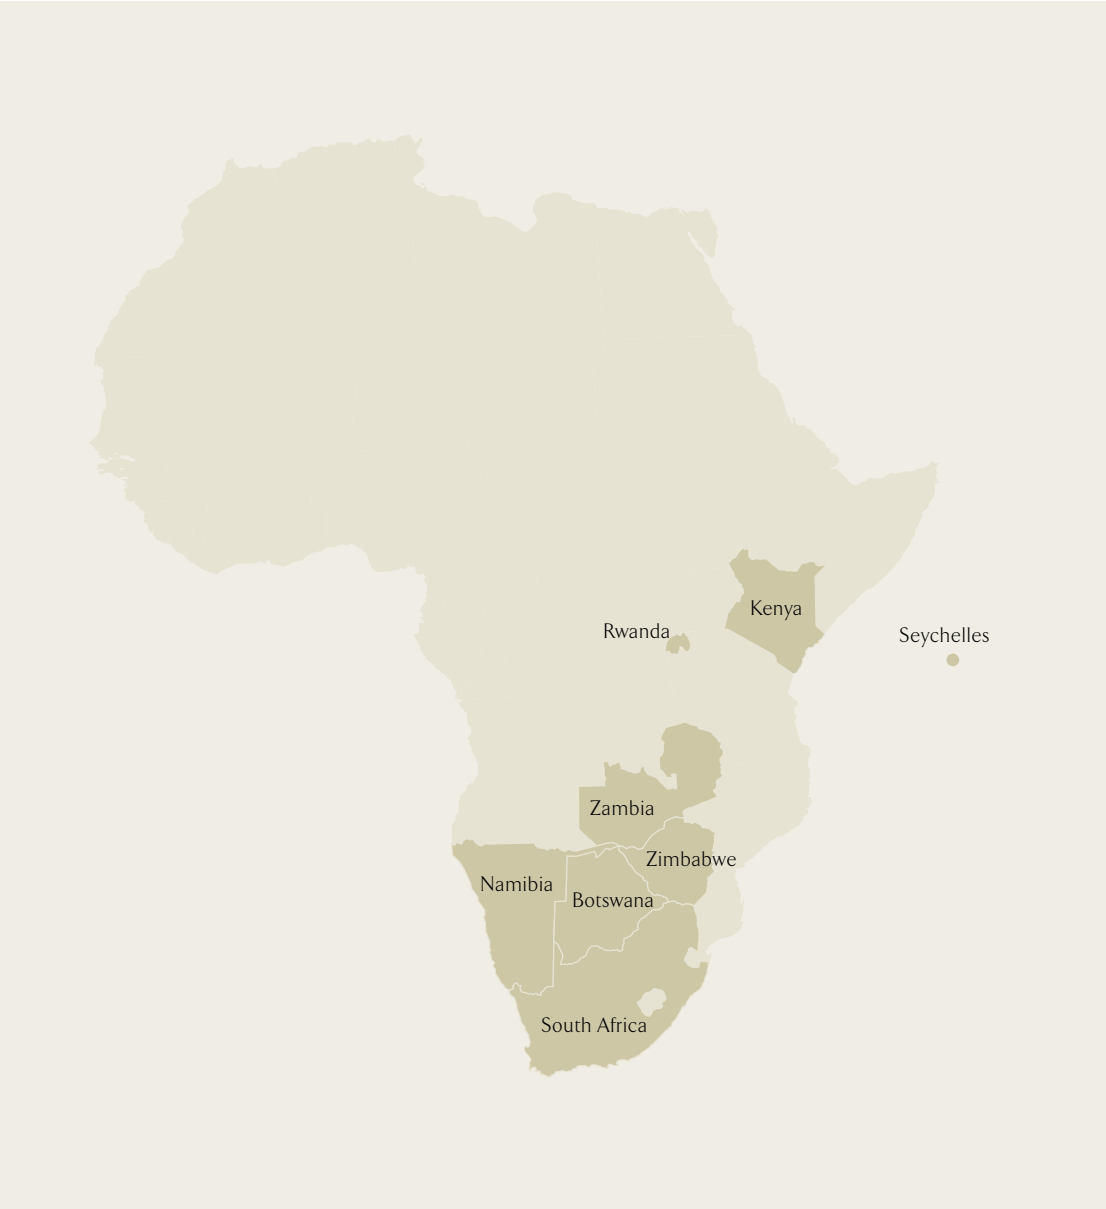 Kenya
Rwanda
Seychelles
Zambia
Zimbabwe
Namibia
Botswana
South Africa